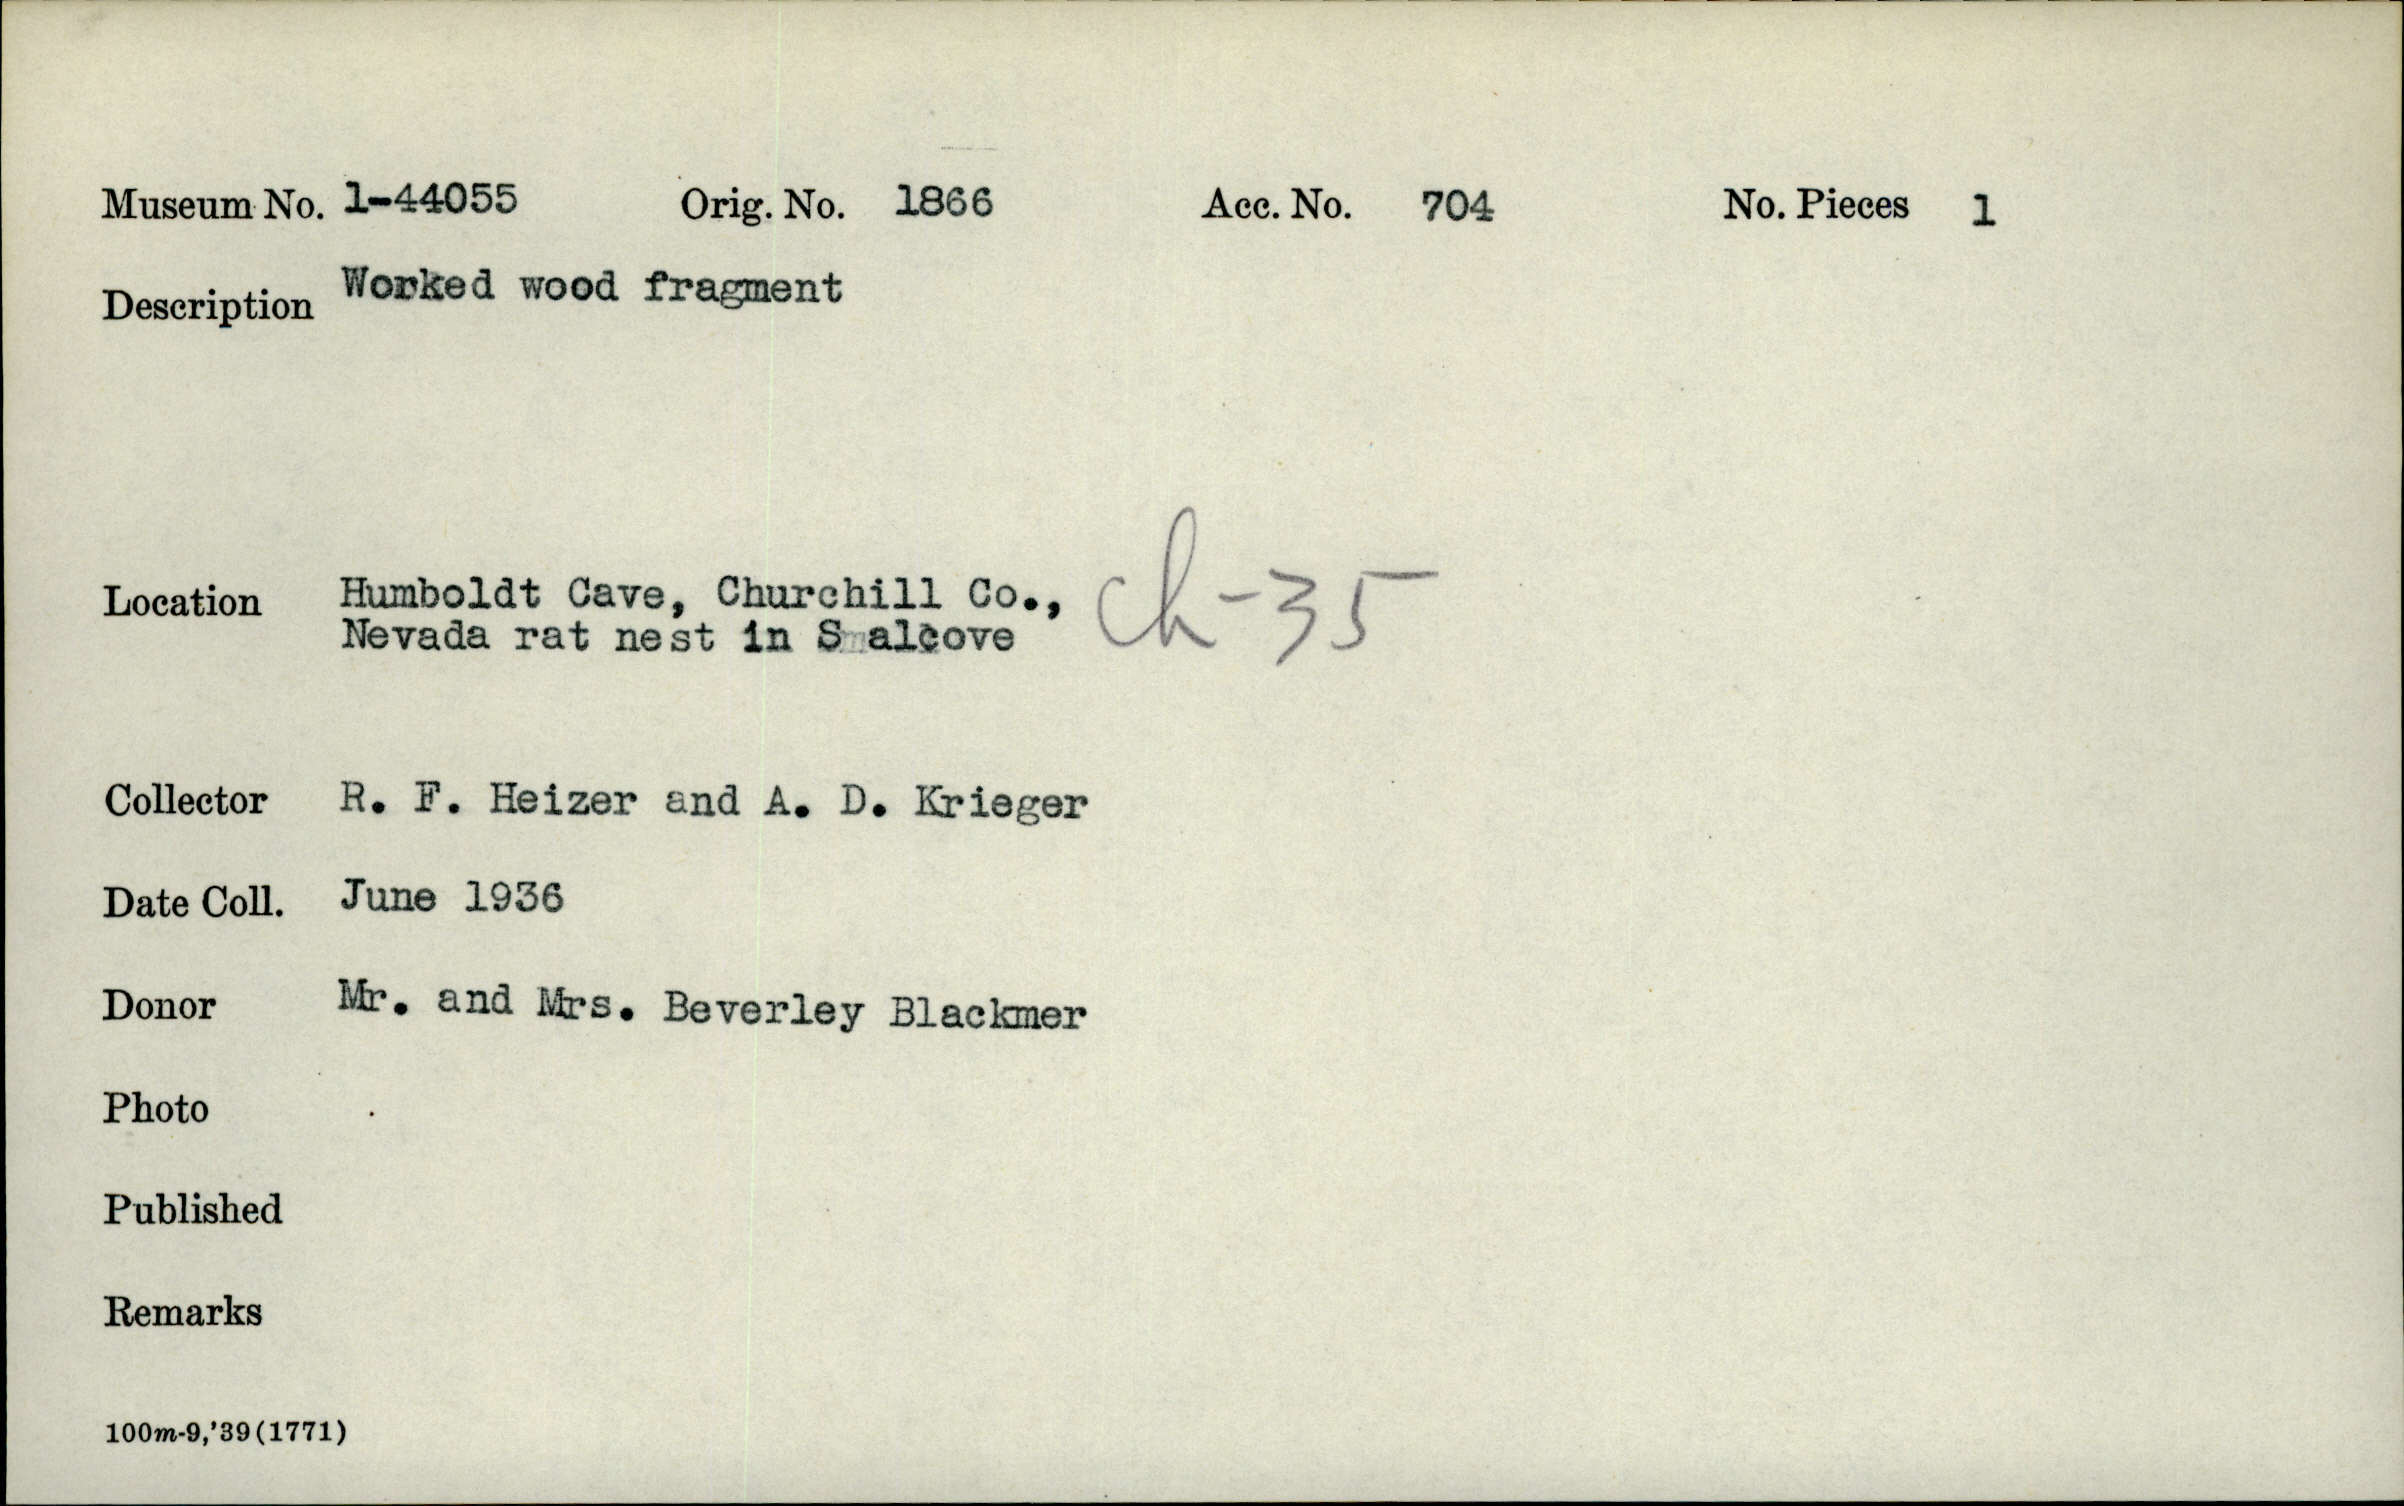 Museum No. 1-44055 Orig. No. 1866 Acc. No. 704 No. Pieces 1
Description Worked wood fragment
Location Humboldt Cave, Churchill Co., Ch-35
Nevada rat nest in S alcove
Collector R. F. Heizer and A. D. Krieger
Date Coll. June 1936
Donor Mr. and Mrs. Beverley Blackmer
Photo
Published
Remarks
100m-9,'39(1771)